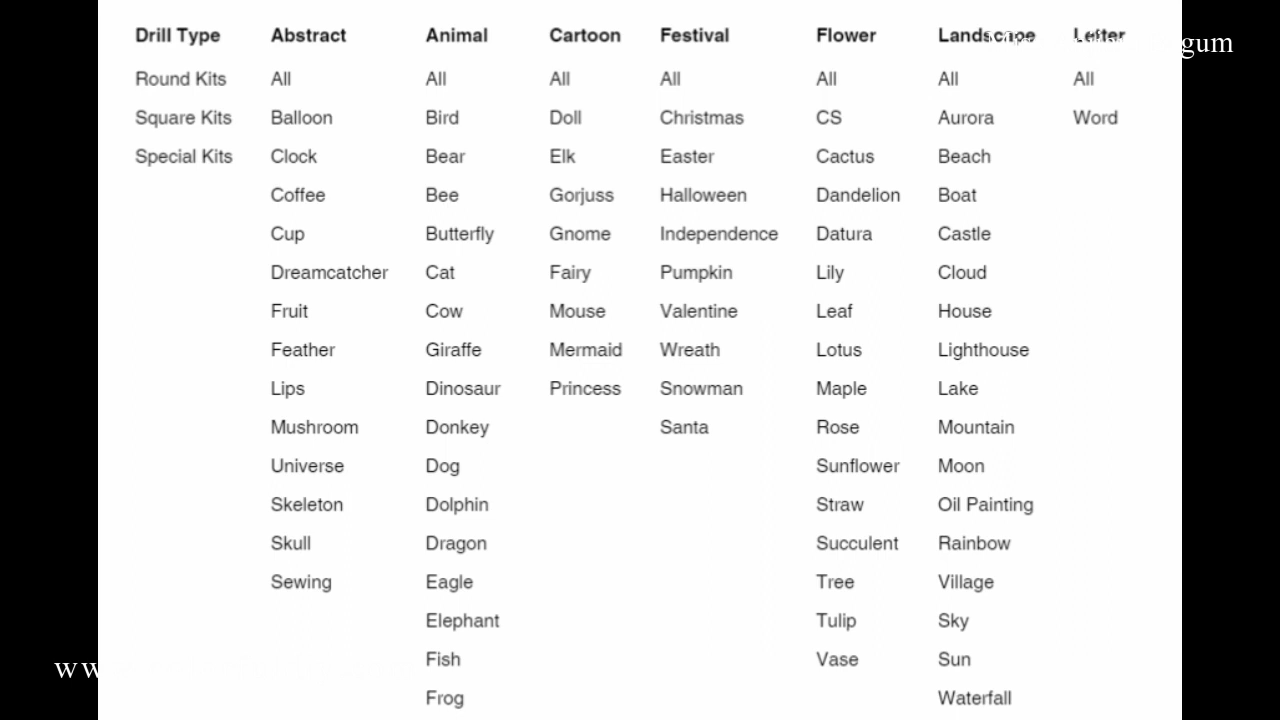 Drill Type Abstract Animal Cartoon Festival Flower Landscape Letter
gum
Round Kits All All All All All All All
Square Kits Balloon Bird Doll Christmas CS Aurora Word
Special Kits Clock Bear Elk Easter Cactus Beach
Coffee Bee Gorjuss Halloween Dandelion Boat
Cup Butterfly Gnome Independence Datura Castle
Dreamcatcher Cat Fairy Pumpkin Lily Cloud
Fruit Cow Mouse Valentine Leaf House
Feather Giraffe Mermaid Wreath Lotus Lighthouse
Lips Dinosaur Princess Snowman Maple Lake
Mushroom Donkey Santa Rose Mountain
Universe Dog Sunflower Moon
Skeleton Dolphin Straw Oil Painting
Skull Dragon Succulent Rainbow
Sewing Eagle Tree Village
Elephant Tulip Sky
Fish Vase Sun
ww
Frog Waterfall